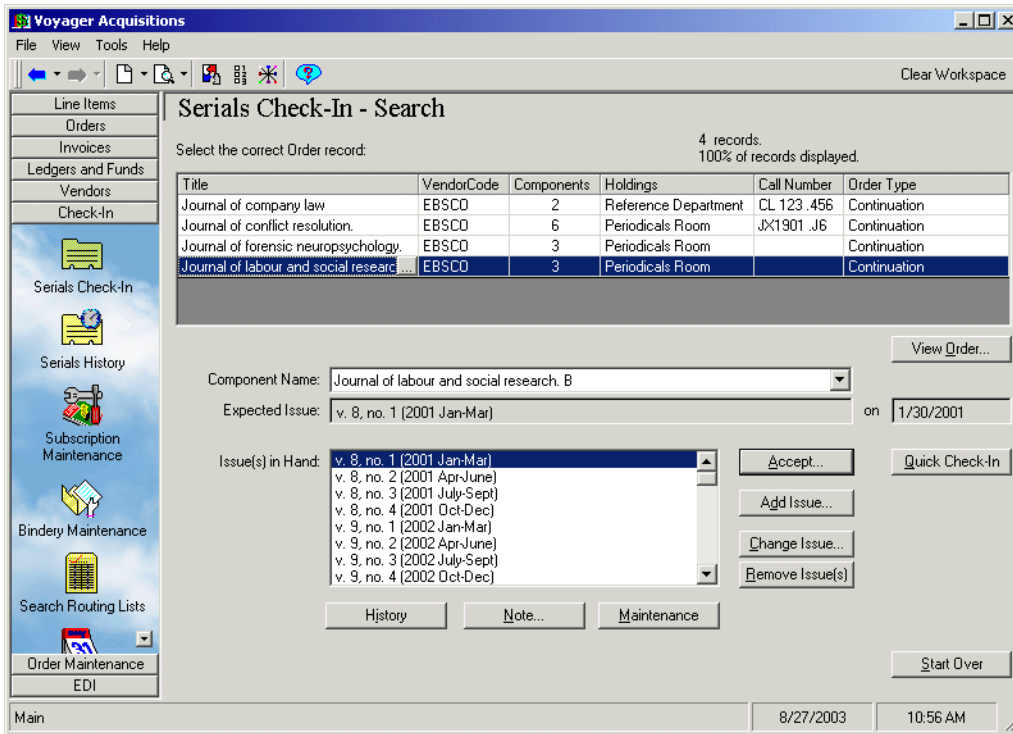 Voyager Acquisitions
File View Tools Help
Clear Workspace
Line Items
Orders
Invoices
Ledgers and Funds
Vendors
Check-In
Serials Check-In
Serials History
Subscription
Maintenance
Bindery Maintenance
Search Routing Lists
Order Maintenance
EDI
Serials Check-In - Search
Select the correct Order record:
4 records.
100% of records displayed.
Title VendorCode Components Holdings Call Number Order Type
Journal of company law EBSCO 2 Reference Department CL 123 .456 Continuation
Journal of conflict resolution. EBSCO 6 Periodicals Room JX1901 .J6 Continuation
Journal of forensic neuropsychology. EBSCO 3 Periodicals Room Continuation
Journal of labour and social researc ... EBSCO 3 Periodicals Room Continuation
View Order...
Component Name: Journal of labour and social research. B
Expected Issue: v. 8, no. 1 (2001 Jan-Mar) on 1/30/2001
Issue(s) in Hand:
v. 8, no. 1 (2001 Jan-Mar)
v. 8, no. 2 (2001 Apr-June)
v. 8, no. 3 (2001 July-Sept)
v. 8, no. 4 (2001 Oct-Dec)
v. 9, no. 1 (2002 Jan-Mar)
v. 9, no. 2 (2002 Apr-June)
v. 9, no. 3 (2002 July-Sept)
v. 9, no. 4 (2002 Oct-Dec)
Accept... Quick Check-In
Add Issue...
Change Issue...
Remove Issue(s)
History Note... Maintenance
Start Over
Main 8/27/2003 10:56 AM